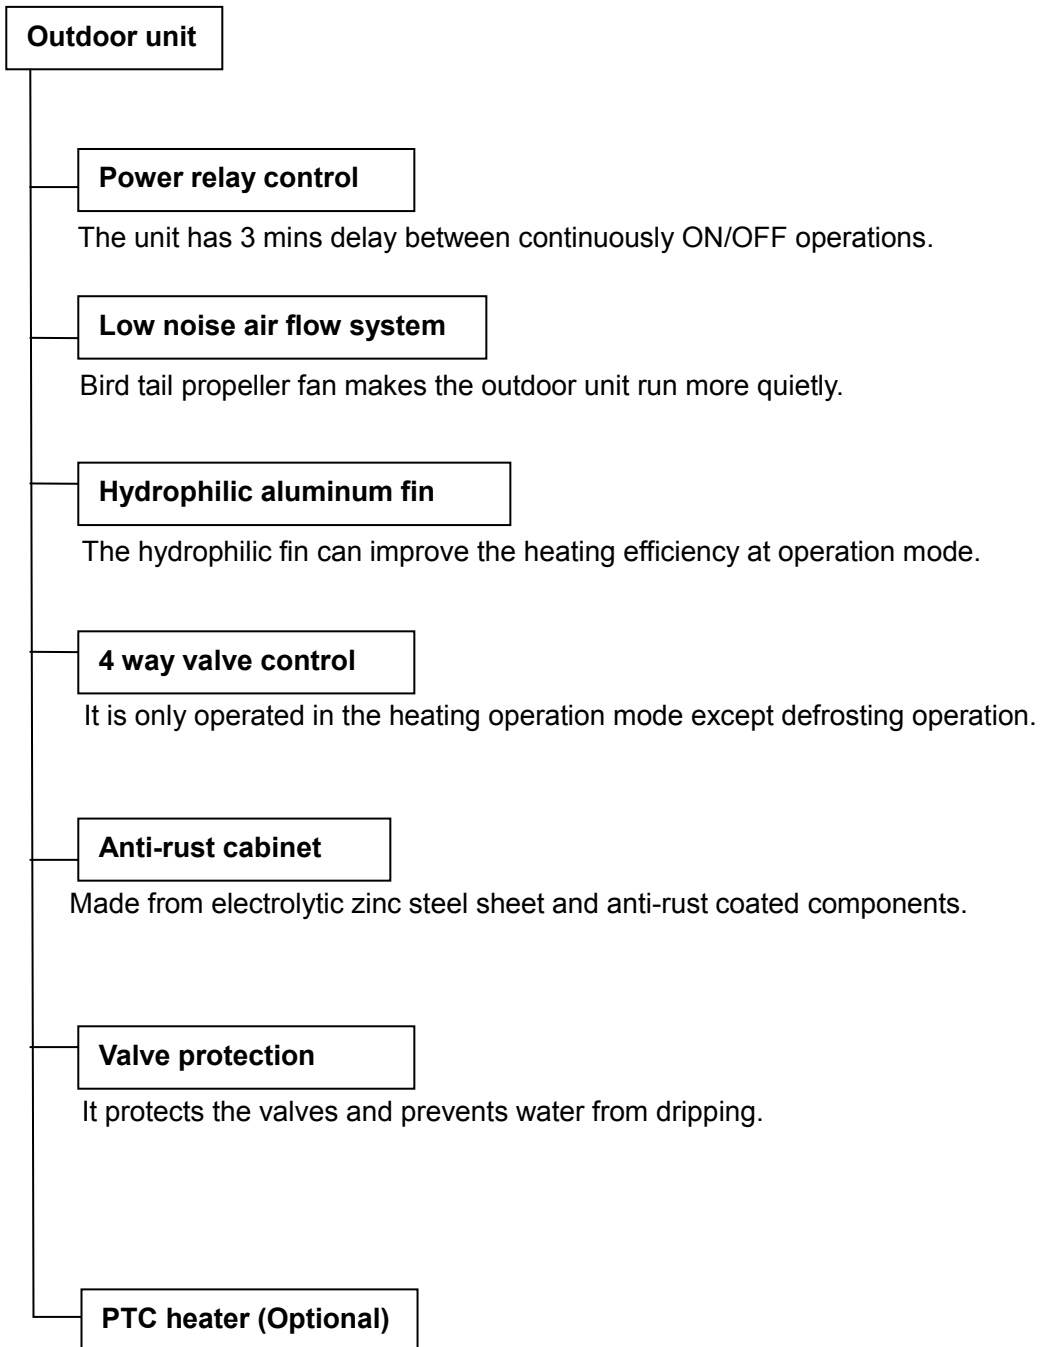 Outdoor unit
Power relay control
The unit has 3 mins delay between continuously ON/OFF operations.
Low noise air flow system
Bird tail propeller fan makes the outdoor unit run more quietly.
Hydrophilic aluminum fin
The hydrophilic fin can improve the heating efficiency at operation mode.
4 way valve control
It is only operated in the heating operation mode except defrosting operation.
Anti-rust cabinet
Made from electrolytic zinc steel sheet and anti-rust coated components.
Valve protection
It protects the valves and prevents water from dripping.
PTC heater (Optional)